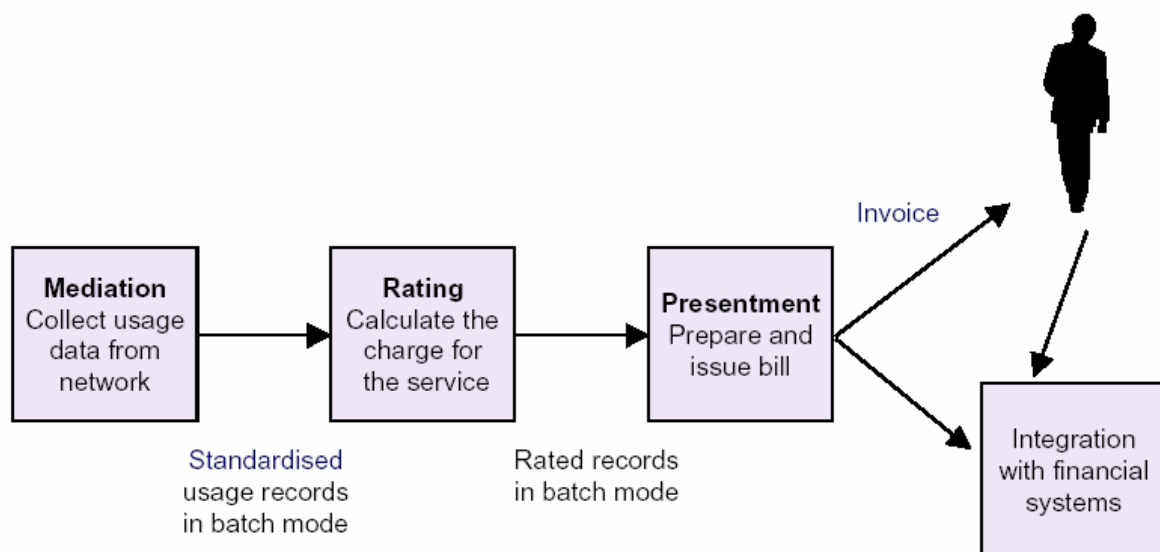 Invoice
Mediation
Collect usage
data from
network
Rating
Calculate the
charge for
the service
Presentment
Prepare and
issue bill
Standardised
usage records
in batch mode
Rated records
in batch mode
Integration
with financial
systems